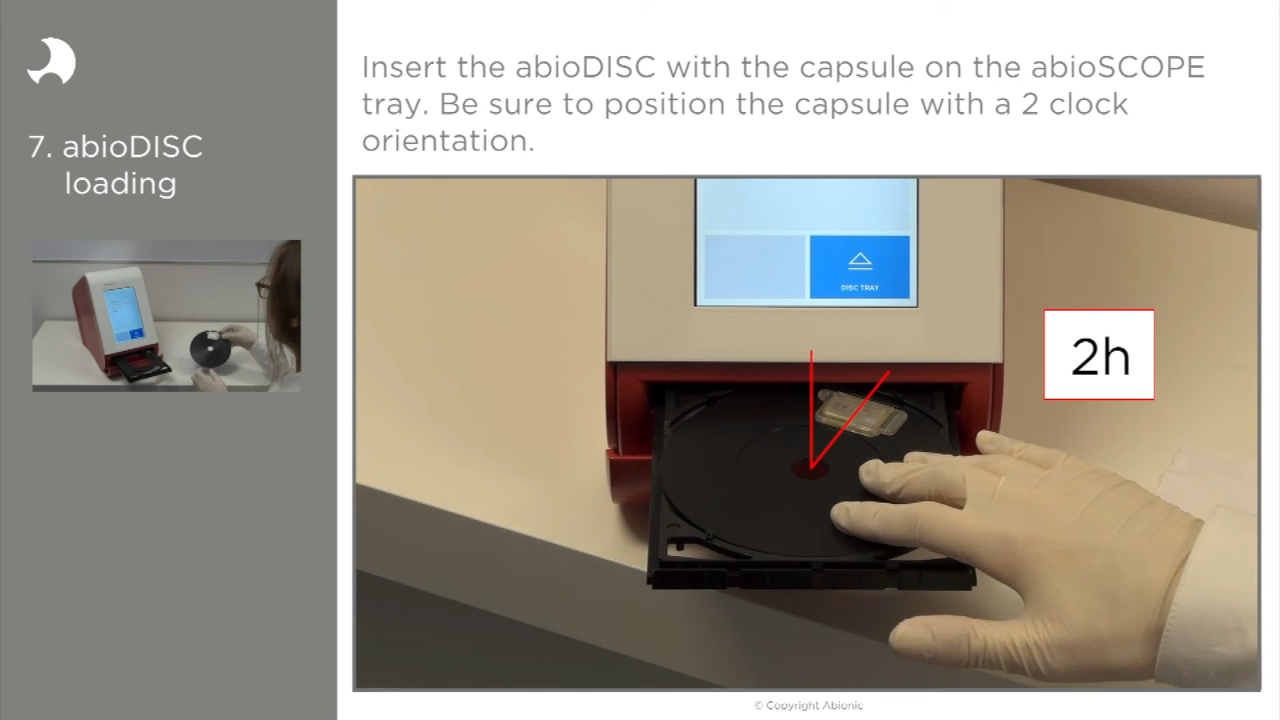 7. abioDISC
loading
Insert the abioDISC with the capsule on the abioSCOPE
tray. Be sure to position the capsule with a 2 clock
orientation.
DISC TRAY
2h
© Copyright Abionic